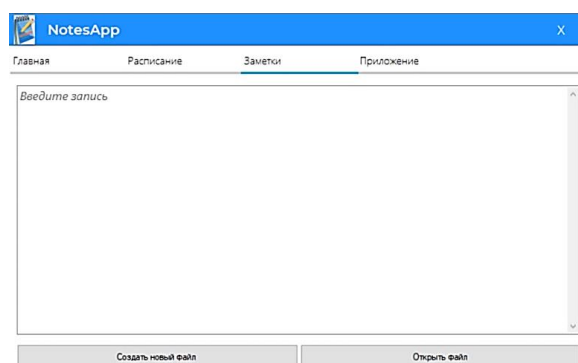 NotesApp X
Главная Расписание Заметки Приложение
Введите запись
Создать новый файл Открыть файл